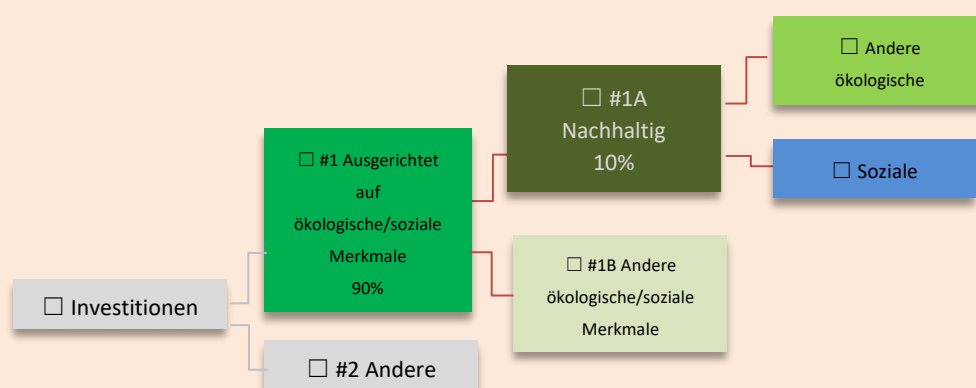 ☐ Investitionen
☐ #1 Ausgerichtet
auf
ökologische/soziale
Merkmale
90%
☐ #2 Andere
☐ #1A
Nachhaltig
10%
☐ #1B Andere
ökologische/soziale
Merkmale
☐ Andere
ökologische
☐ Soziale